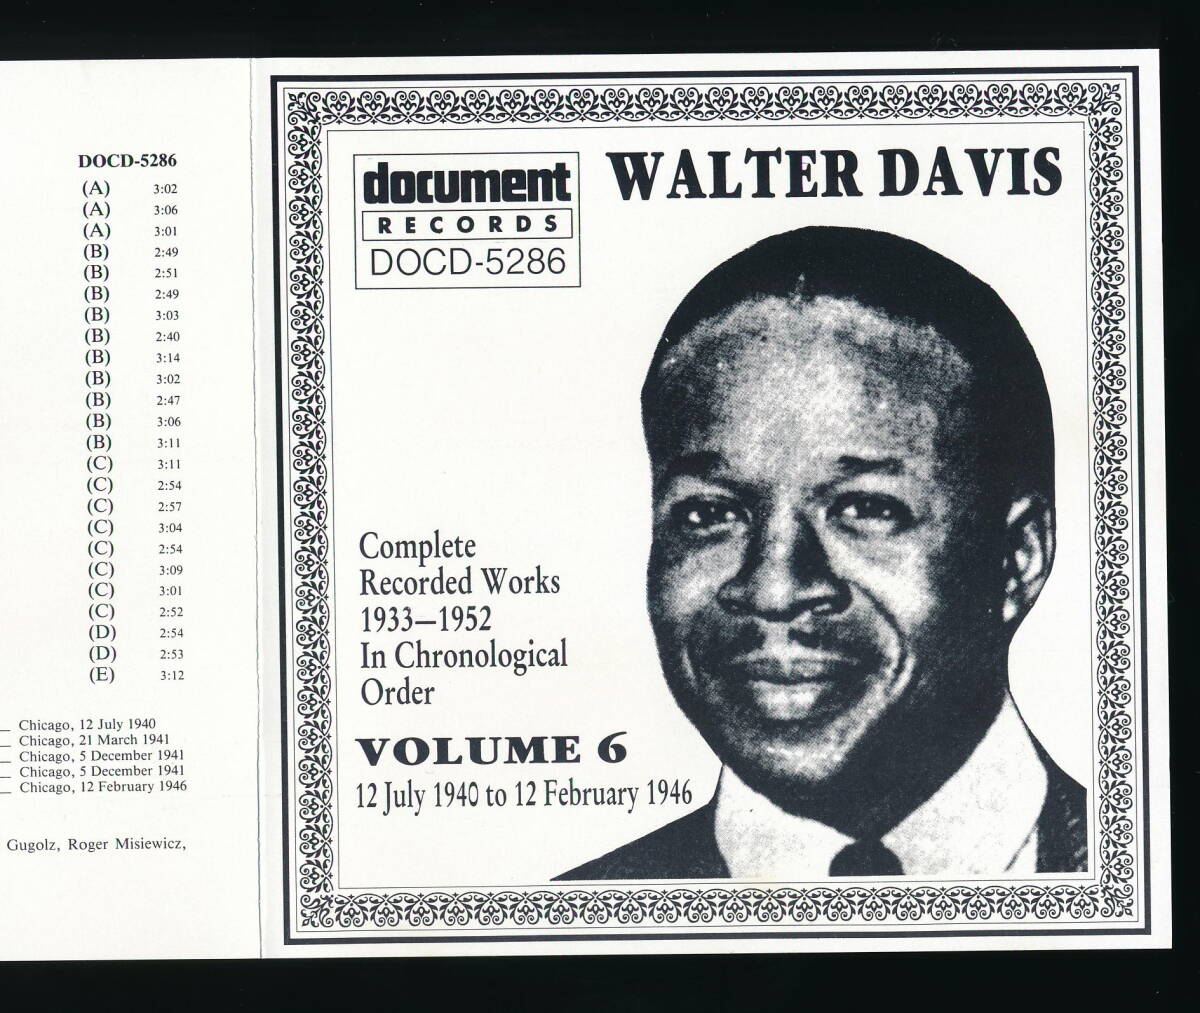 DOCD-5286
(A) 3:02
(A) 3:06
(A) 3:01
(B) 2:49
(B) 2:51
(B) 2:49
(B) 3:03
(B) 2:40
(B) 3:14
(B) 3:02
(B) 2:47
(B) 3:06
(B) 3:11
(C) 3:11
(C) 2:54
(C) 2:57
(C) 3:04
(C) 2:54
(C) 3:09
(C) 3:01
(C) 2:52
(D) 2:54
(D) 2:53
(E) 3:12
Chicago, 12 July 1940
Chicago, 21 March 1941
Chicago, 5 December 1941
Chicago, 5 December 1941
Chicago, 12 February 1946
Gugolz, Roger Misiewicz,
document
RECORDS
DOCD-5286
WALTER DAVIS
Complete
Recorded Works
1933—1952
In Chronological
Order
VOLUME 6
12 July 1940 to 12 February 1946